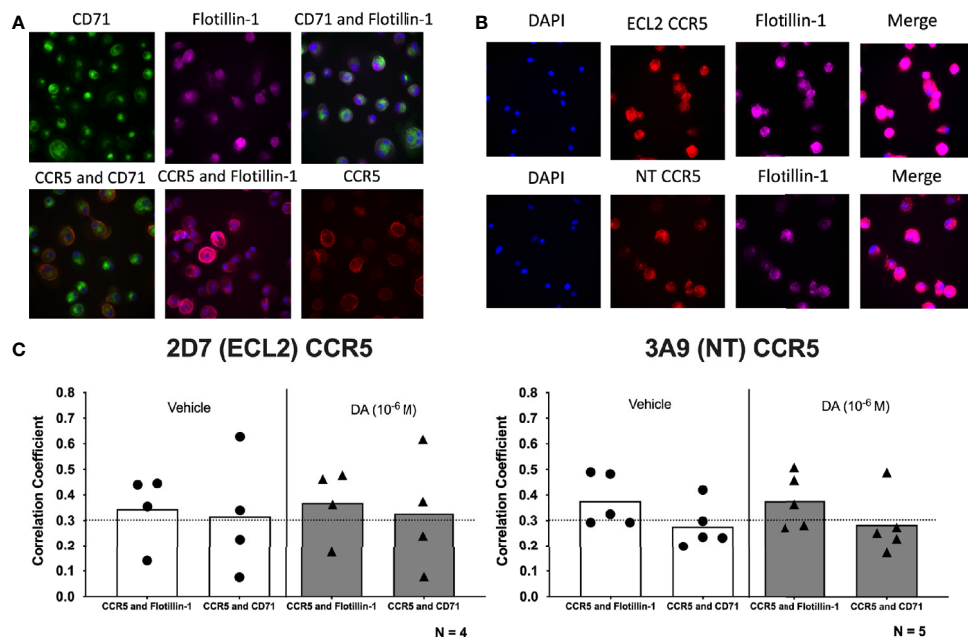 A
CD71
Flotillin-1
CD71 and Flotillin-1
CCR5 and CD71
CCR5 and Flotillin-1
CCR5
B
DAPI
ECL2 CCR5
Flotillin-1
Merge
DAPI
NT CCR5
Flotillin-1
Merge
C
2D7 (ECL2) CCR5
Correlation Coefficient
0.8
0.7
0.6
0.5
0.4
0.3
0.2
0.1
0.0
Vehicle
DA (10⁻⁶ M)
CCR5 and Flotillin-1
CCR5 and CD71
CCR5 and Flotillin-1
CCR5 and CD71
N = 4
3A9 (NT) CCR5
Correlation Coefficient
0.8
0.7
0.6
0.5
0.4
0.3
0.2
0.1
0.0
Vehicle
DA (10⁻⁶ M)
CCR5 and Flotillin-1
CCR5 and CD71
CCR5 and Flotillin-1
CCR5 and CD71
N = 5